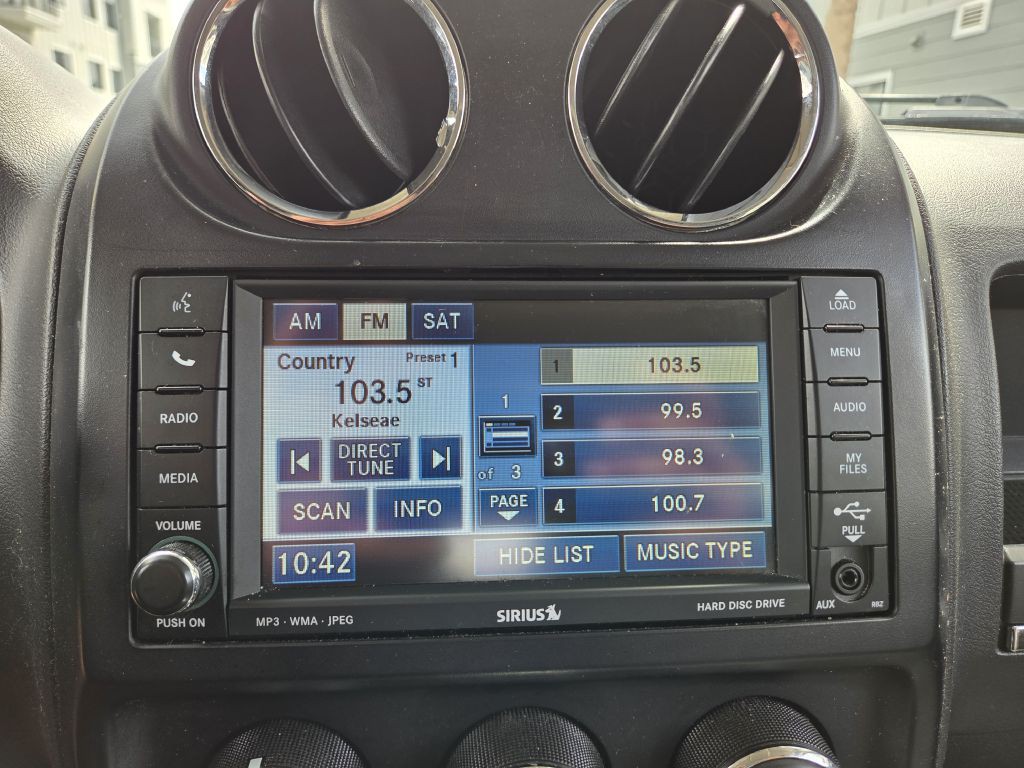 AM FM SAT
Country Preset 1
103.5 ST
Kelseae
DIRECT
TUNE
SCAN INFO
10:42
1
of 3
PAGE
1 103.5
2 99.5
3 98.3
4 100.7
HIDE LIST MUSIC TYPE
RADIO
MEDIA
VOLUME
PUSH ON
LOAD
MENU
AUDIO
MY
FILES
PULL
AUX RBZ
MP3 · WMA · JPEG SIRIUS HARD DISC DRIVE